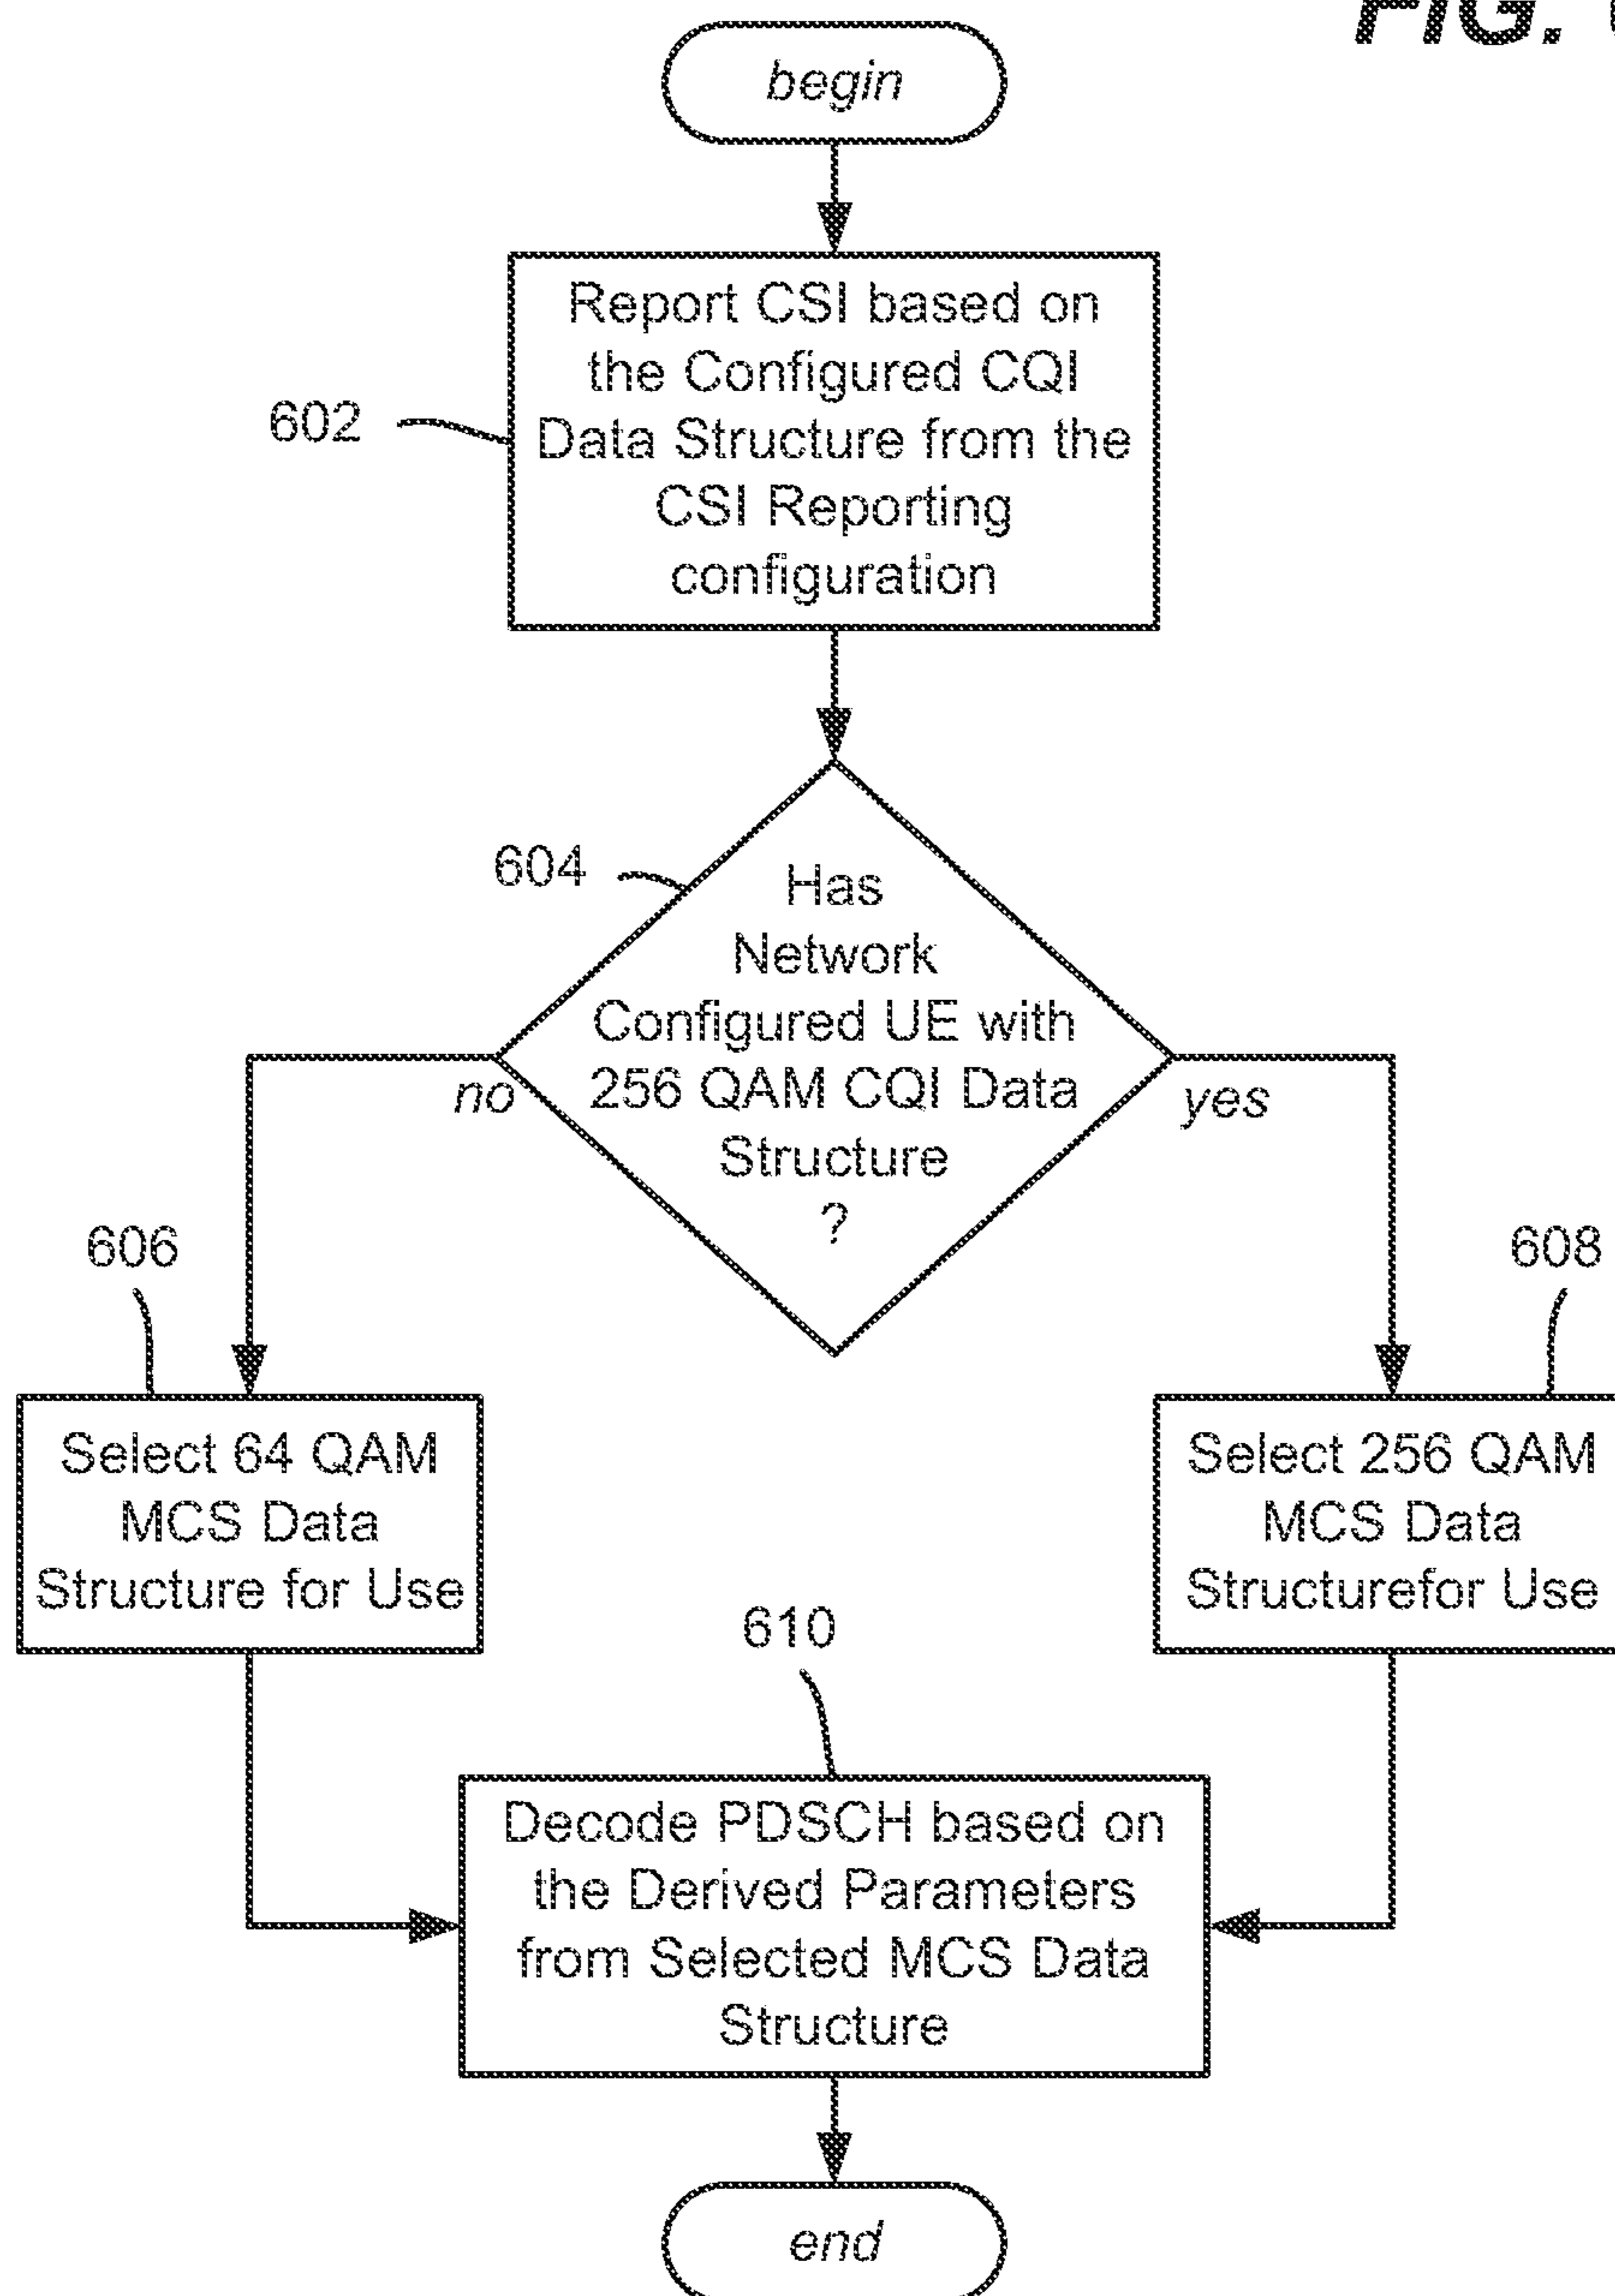 FIG.
begin
Report CSI based on
the Configured CQI
Data Structure from the
CSI Reporting
configuration
602
604
Has
Network
Configured UE with
256 QAM CQI Data
Structure
?
no
yes
606
608
Select 64 QAM
MCS Data
Structure for Use
Select 256 QAM
MCS Data
Structurefor Use
610
Decode PDSCH based on
the Derived Parameters
from Selected MCS Data
Structure
end